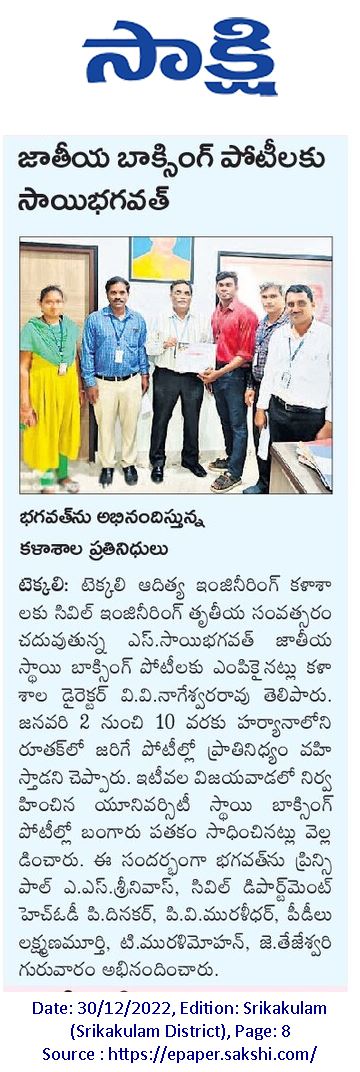 సాక్షి
జాతీయ బాక్సింగ్ పోటీలకు
సాయిభగవత్
భగవత్‌ను అభినందిస్తున్న
కళాశాల ప్రతినిధులు
టెక్కలి: టెక్కలి ఆదిత్య ఇంజినీరింగ్ కళాశా
లకు సివిల్ ఇంజినీరింగ్ తృతీయ సంవత్సరం
చదువుతున్న ఎస్.సాయిభగవత్ జాతీయ
స్థాయి బాక్సింగ్ పోటీలకు ఎంపికైనట్లు కళా
శాల డైరెక్టర్ వి.వి.నాగేశ్వరరావు తెలిపారు.
జనవరి 2 నుంచి 10 వరకు హర్యానాలోని
రూతక్‌లో జరిగే పోటీల్లో ప్రాతినిధ్యం వహి
స్తాడని చెప్పారు. ఇటీవల విజయవాడలో నిర్వ
హించిన యూనివర్సిటీ స్థాయి బాక్సింగ్
పోటీల్లో బంగారు పతకం సాధించినట్లు వెల్ల
డించారు. ఈ సందర్భంగా భగవత్‌ను ప్రిన్సి
పాల్ ఎ.ఎస్.శ్రీనివాస్, సివిల్ డిపార్ట్‌మెంట్
హెచ్‌ఓడీ పి.దినకర్, పి.వి.మురళీధర్, పీడీలు
లక్ష్మణమూర్తి, టి.మురళిమోహన్, జె.తేజేశ్వరి
గురువారం అభినందించారు.
Date: 30/12/2022, Edition: Srikakulam
(Srikakulam District), Page: 8
Source : https://epaper.sakshi.com/